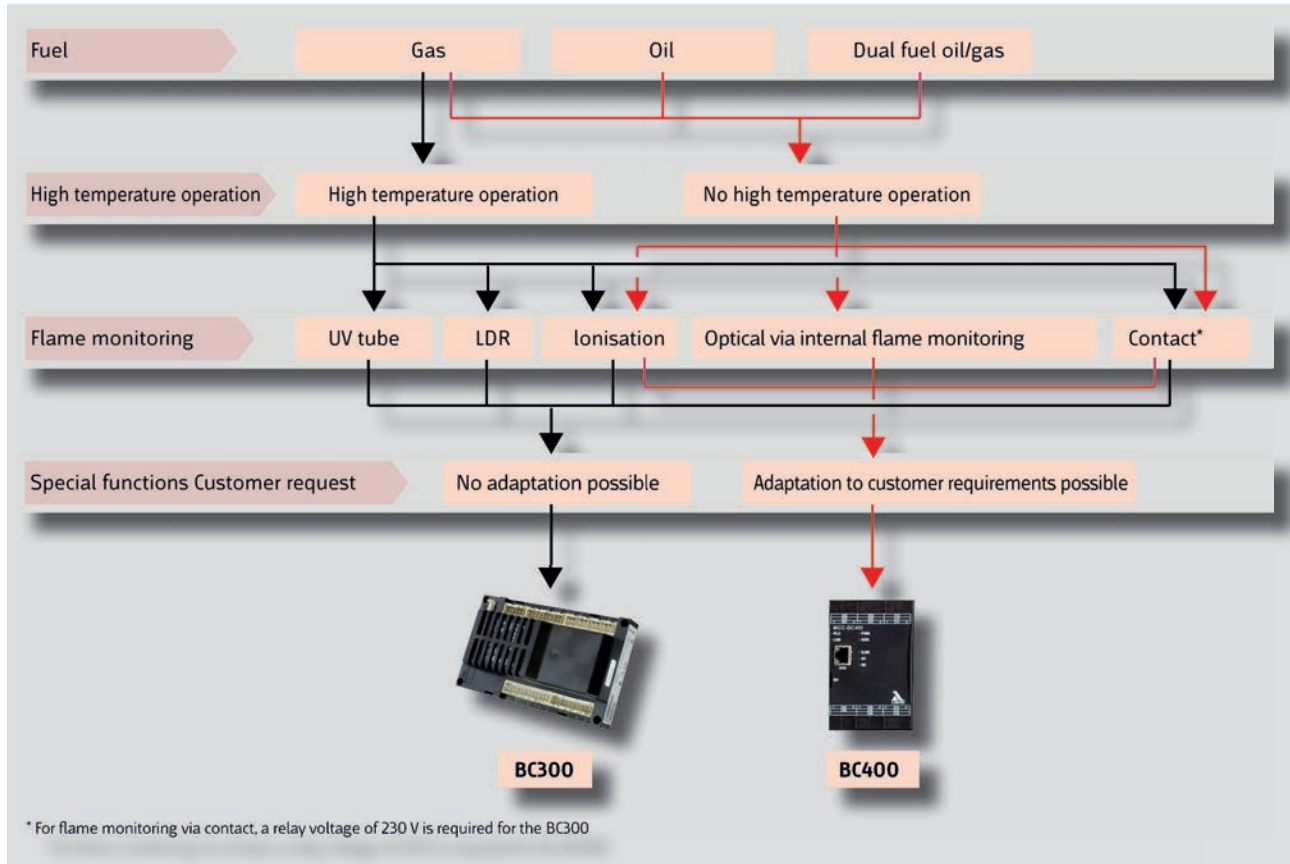 Fuel
Gas
Oil
Dual fuel oil/gas
High temperature operation
High temperature operation
No high temperature operation
Flame monitoring
UV tube
LDR
Ionisation
Optical via internal flame monitoring
Contact*
Special functions Customer request
No adaptation possible
Adaptation to customer requirements possible
BC300
BC400
* For flame monitoring via contact, a relay voltage of 230 V is required for the BC300